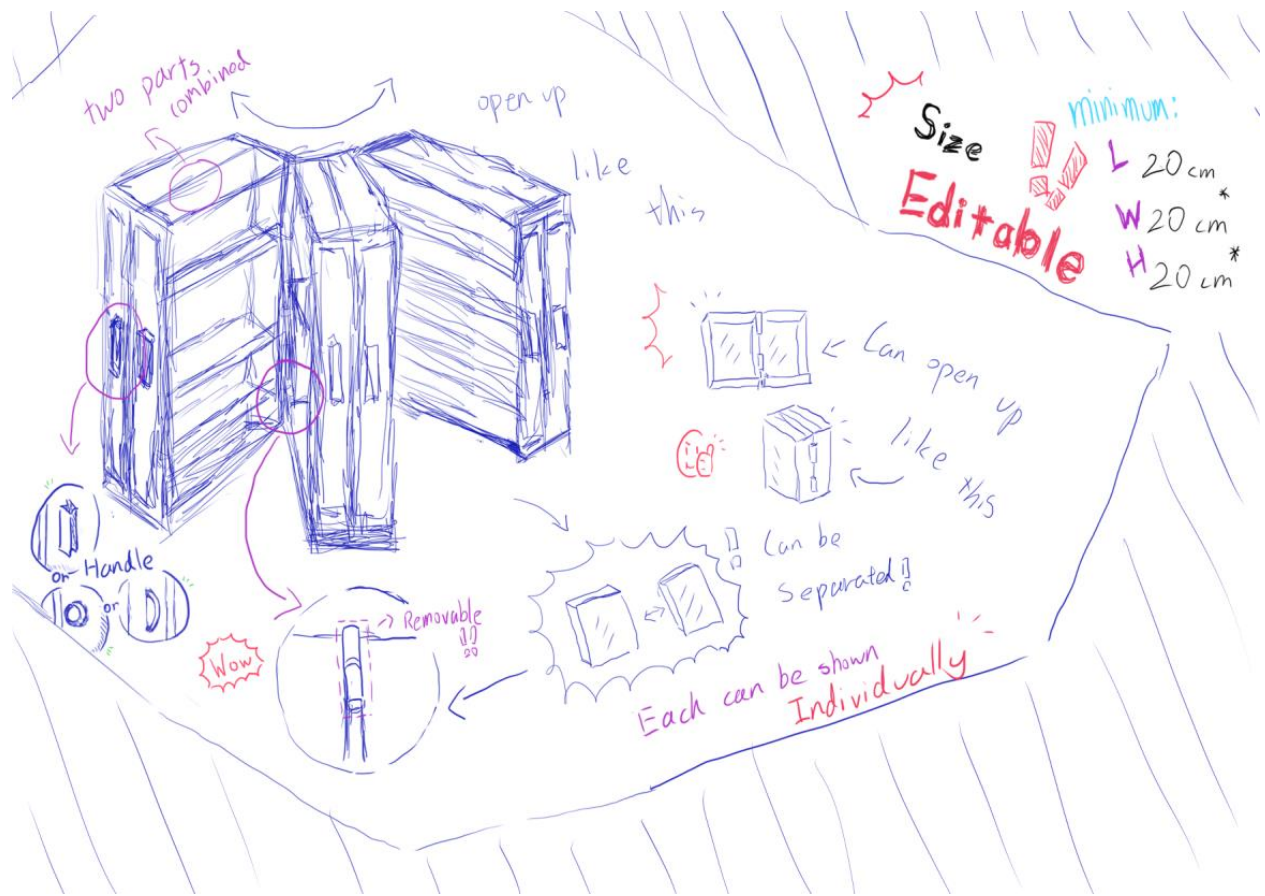 two parts
combined
open up
like
this
Size
Editable
minimum:
L 20 cm
W 20 cm*
H 20 cm*
Can open
up
like
this
Handle
or
or
Wow
Removable
!!
!! Can be
Separated !!
Each can be shown
Individually